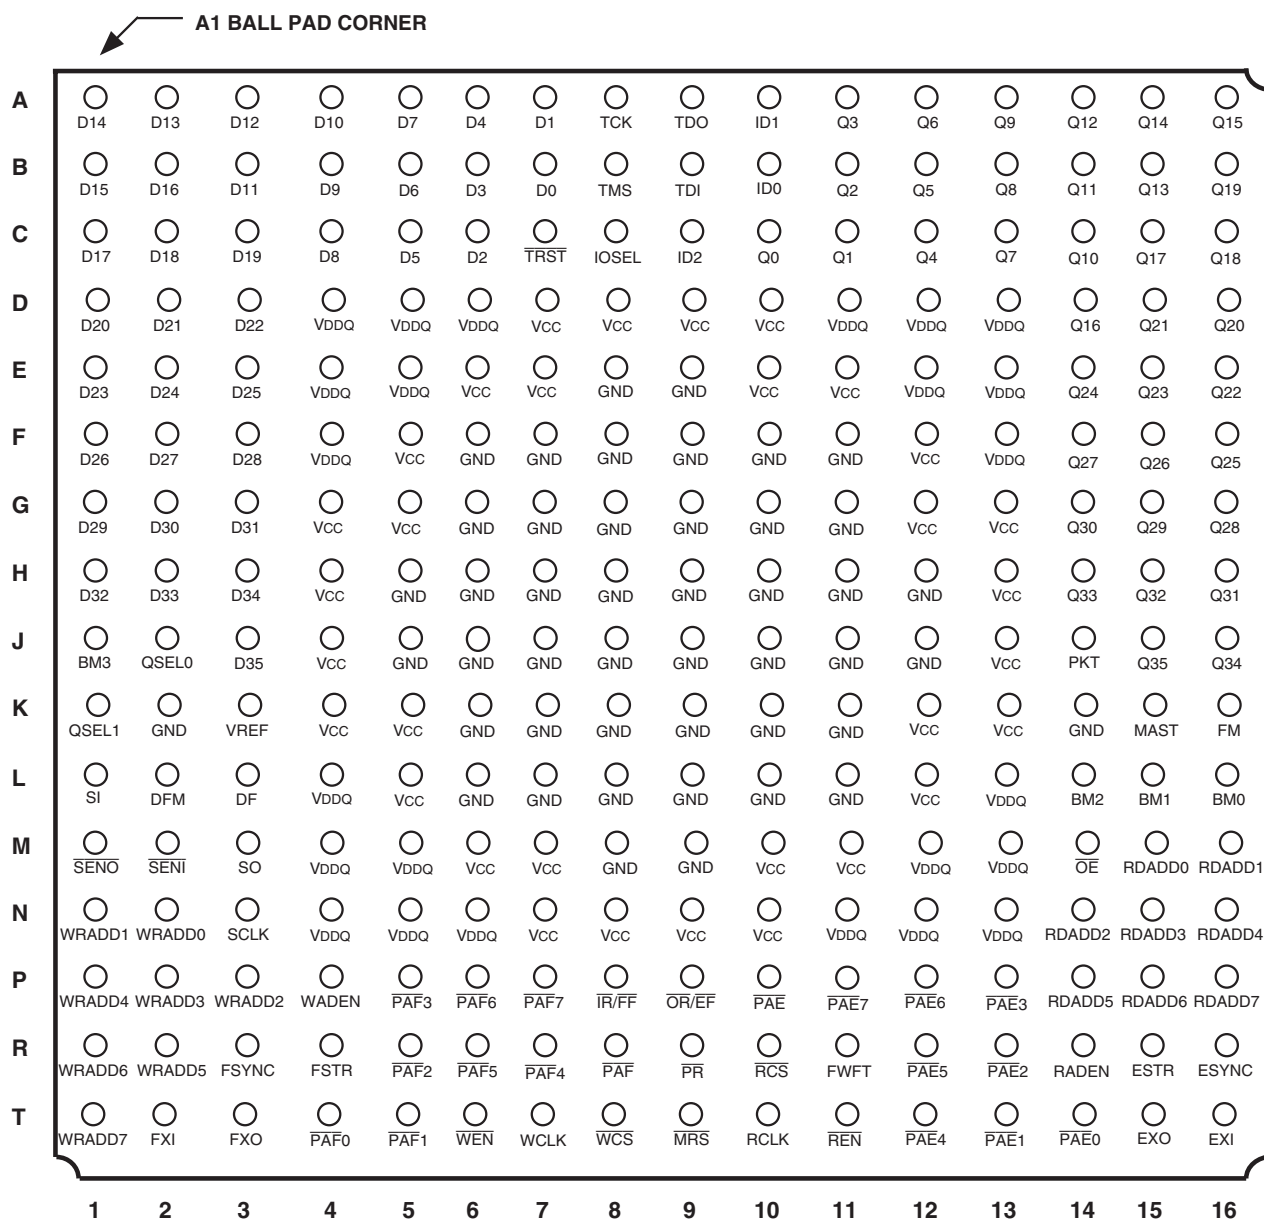 A1 BALL PAD CORNER
A
D14 D13 D12 D10 D7 D4 D1 TCK TDO ID1 Q3 Q6 Q9 Q12 Q14 Q15
B
D15 D16 D11 D9 D6 D3 D0 TMS TDI ID0 Q2 Q5 Q8 Q11 Q13 Q19
C
D17 D18 D19 D8 D5 D2 TRST IOSEL ID2 Q0 Q1 Q4 Q7 Q10 Q17 Q18
D
D20 D21 D22 VDDQ VDDQ VDDQ VCC VCC VCC VCC VDDQ VDDQ VDDQ Q16 Q21 Q20
E
D23 D24 D25 VDDQ VDDQ VCC VCC GND GND VCC VCC VDDQ VDDQ Q24 Q23 Q22
F
D26 D27 D28 VDDQ VCC GND GND GND GND GND GND VCC VDDQ Q27 Q26 Q25
G
D29 D30 D31 VCC VCC GND GND GND GND GND GND VCC VCC Q30 Q29 Q28
H
D32 D33 D34 VCC GND GND GND GND GND GND GND GND VCC Q33 Q32 Q31
J
BM3 QSEL0 D35 VCC GND GND GND GND GND GND GND GND VCC PKT Q35 Q34
K
QSEL1 GND VREF VCC VCC GND GND GND GND GND GND VCC VCC GND MAST FM
L
SI DFM DF VDDQ VCC GND GND GND GND GND GND VCC VDDQ BM2 BM1 BM0
M
SENO SENI SO VDDQ VDDQ VCC VCC GND GND VCC VCC VDDQ VDDQ OE RDADD0 RDADD1
N
WRADD1 WRADD0 SCLK VDDQ VDDQ VDDQ VCC VCC VCC VCC VDDQ VDDQ VDDQ RDADD2 RDADD3 RDADD4
P
WRADD4 WRADD3 WRADD2 WADEN PAF3 PAF6 PAF7 IR/FF OR/EF PAE PAE7 PAE6 PAE3 RDADD5 RDADD6 RDADD7
R
WRADD6 WRADD5 FSYNC FSTR PAF2 PAF5 PAF4 PAF PR RCS FWFT PAE5 PAE2 RADEN ESTR ESYNC
T
WRADD7 FXI FXO PAF0 PAF1 WEN WCLK WCS MRS RCLK REN PAE4 PAE1 PAE0 EXO EXI
1 2 3 4 5 6 7 8 9 10 11 12 13 14 15 16